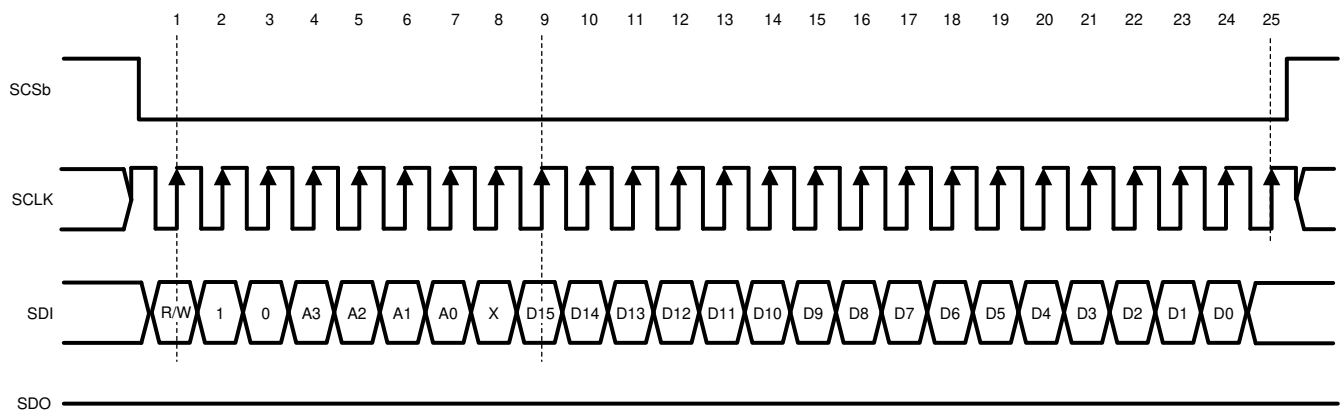 1 2 3 4 5 6 7 8 9 10 11 12 13 14 15 16 17 18 19 20 21 22 23 24 25
SCSb
SCLK
SDI R/W 1 0 A3 A2 A1 A0 X D15 D14 D13 D12 D11 D10 D9 D8 D7 D6 D5 D4 D3 D2 D1 D0
SDO